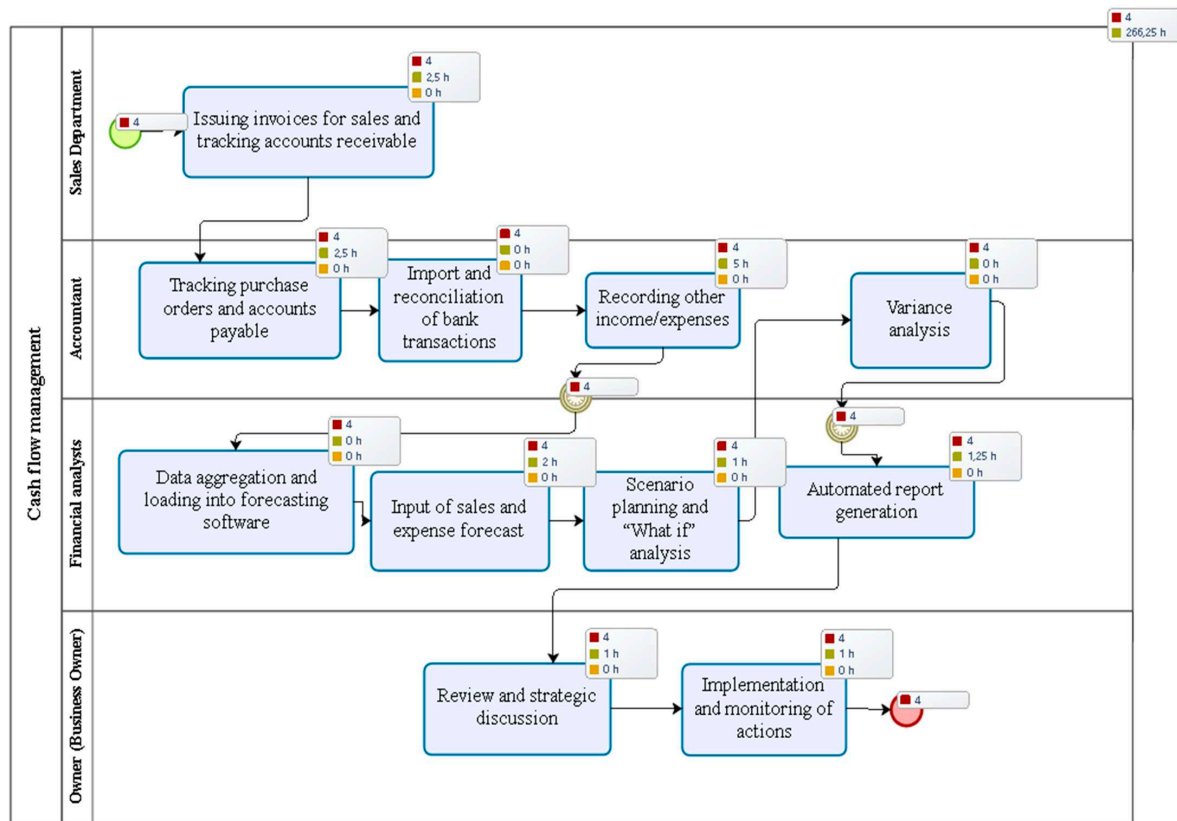 4
266,25 h
Cash flow management
Sales Department
4
4
2,5 h
0 h
Issuing invoices for sales and
tracking accounts receivable
Accountant
4
2,5 h
0 h
Tracking purchase
orders and accounts
payable
4
0 h
0 h
Import and
reconciliation
of bank
transactions
4
5 h
0 h
Recording other
income/expenses
4
0 h
0 h
Variance
analysis
4
4
Financial analysts
4
0 h
0 h
Data aggregation and
loading into forecasting
software
4
2 h
0 h
Input of sales and
expense forecast
4
1 h
0 h
Scenario
planning and
“What if”
analysis
4
1,25 h
0 h
Automated report
generation
Owner (Business Owner)
4
1 h
0 h
Review and strategic
discussion
4
1 h
0 h
Implementation
and monitoring of
actions
4